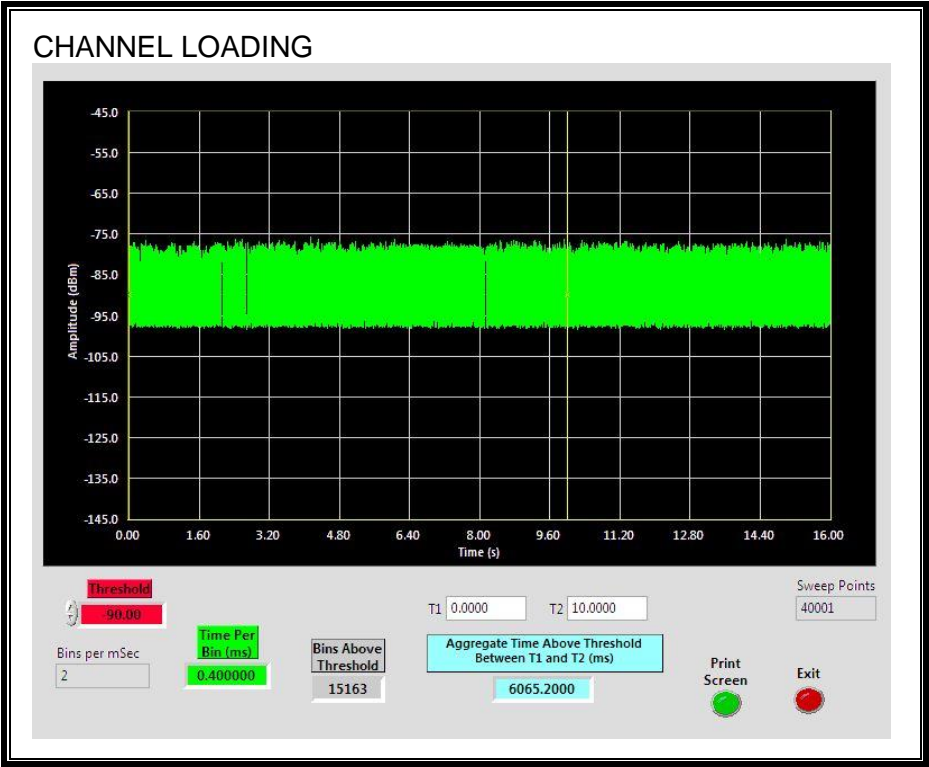 CHANNEL LOADING
-45.0
-55.0
-65.0
-75.0
-85.0
-95.0
-105.0
-115.0
-125.0
-135.0
-145.0
Amplitude (dBm)
0.00 1.60 3.20 4.80 6.40 8.00 9.60 11.20 12.80 14.40 16.00
Time (s)
Threshold
-90.00
Bins per mSec
2
Time Per
Bin (ms)
0.400000
Bins Above
Threshold
15163
T1 0.0000 T2 10.0000
Aggregate Time Above Threshold
Between T1 and T2 (ms)
6065.2000
Sweep Points
40001
Print
Screen
Exit